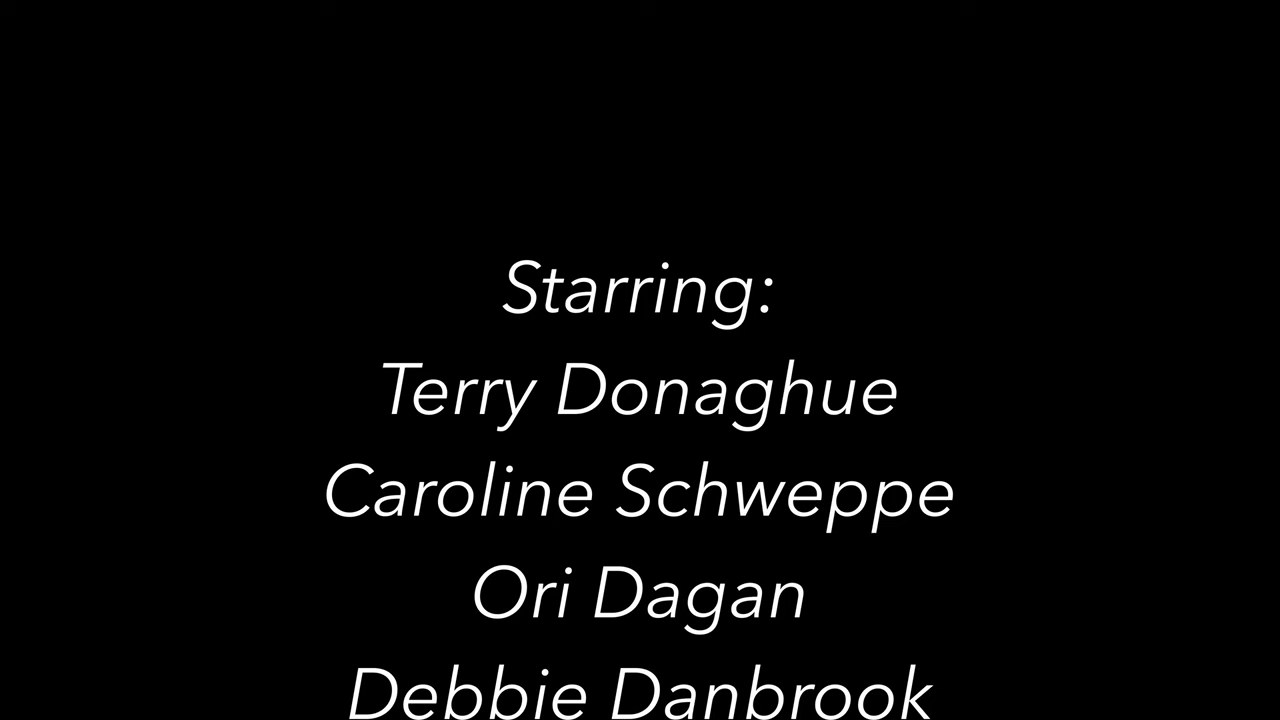 Starring:
Terry Donaghue
Caroline Schweppe
Ori Dagan
Debbie Danbrook